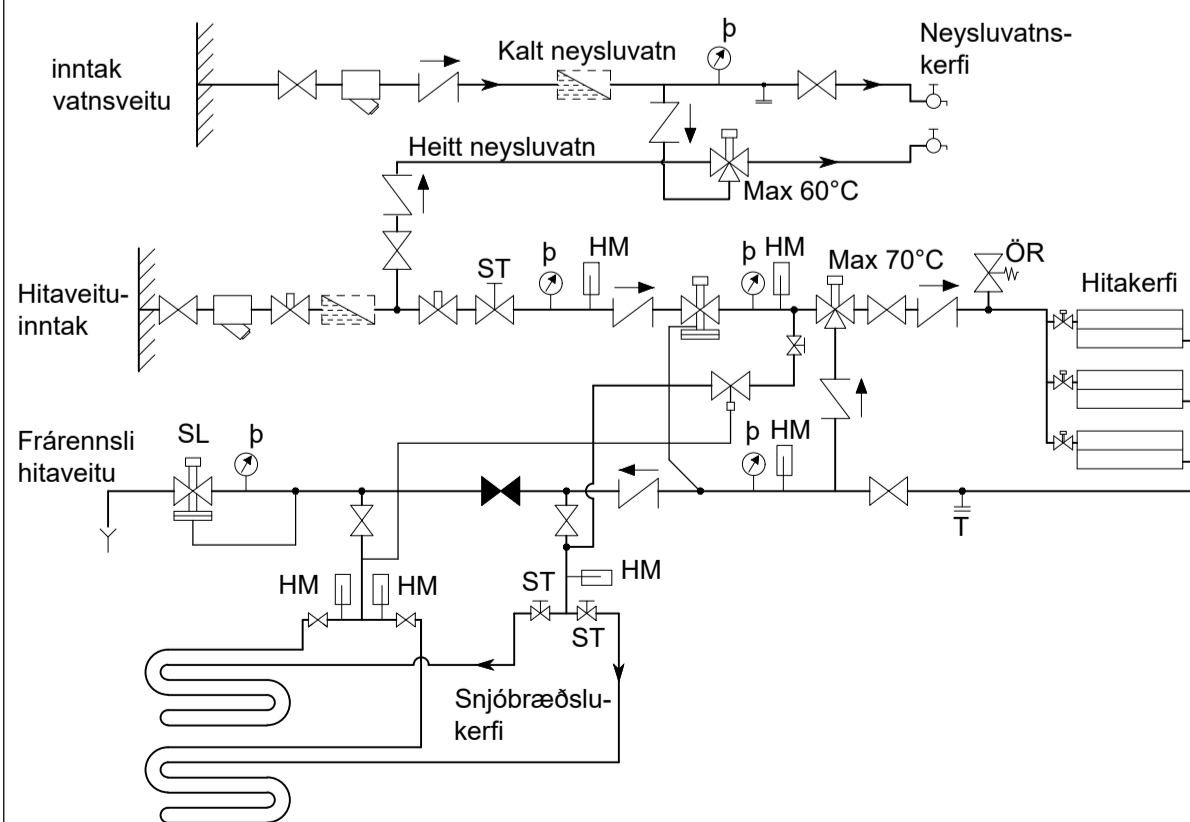 þ
Kalt neysluvatn
Neysluvatns-
kerfi
inntak
vatnsveitu
Heitt neysluvatn
Max 60°C
þ
HM
ST
þ
HM
Max 70°C
ÖR
Hitakerfi
Hitaveitu-
inntak
Frárennsli
hitaveitu
SL
þ
þ
HM
T
HM
HM
ST
HM
ST
Snjóbræðslu-
kerfi